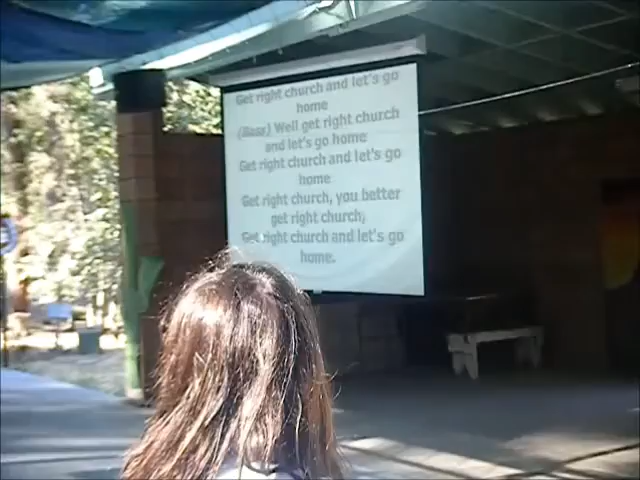 Get right church and let's go
home
(Bass) Well get right church
and let's go home
Get right church and let's go
home
Get right church, you better
get right church,
Get right church and let's go
home.